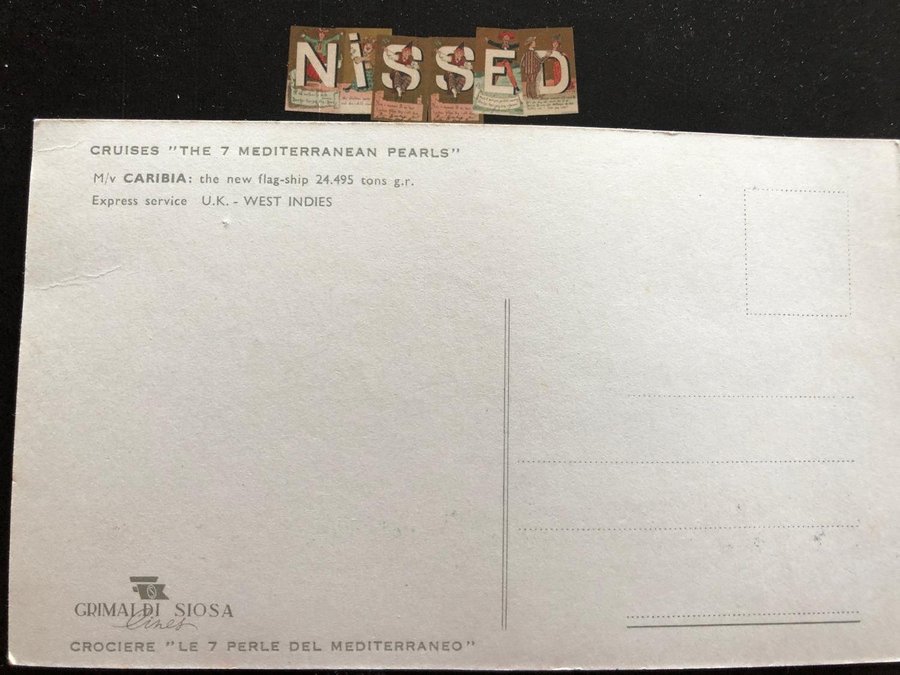 NiSSED
CRUISES "THE 7 MEDITERRANEAN PEARLS"
M/v CARIBIA: the new flag-ship 24.495 tons g.r.
Express service U.K. - WEST INDIES
GRIMALDI SIOSA
Lines
CROCIERE "LE 7 PERLE DEL MEDITERRANEO"